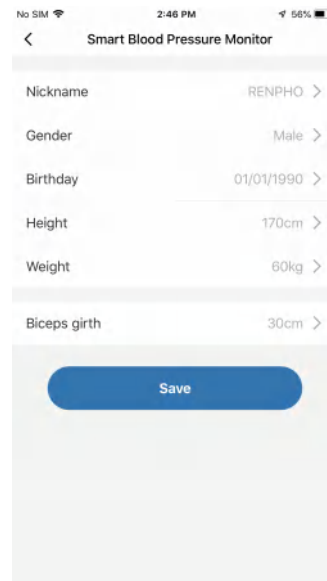 No SIM 2:46 PM 56%
Smart Blood Pressure Monitor
Nickname RENPHO
Gender Male
Birthday 01/01/1990
Height 170cm
Weight 60kg
Biceps girth 30cm
Save